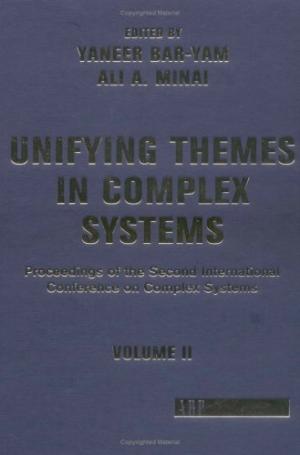 EDITED BY
YANEER BAR-YAM
ALI A. MINAI
UNIFYING THEMES
IN COMPLEX
SYSTEMS
Proceedings of the Second International
Conference on Complex Systems
VOLUME II